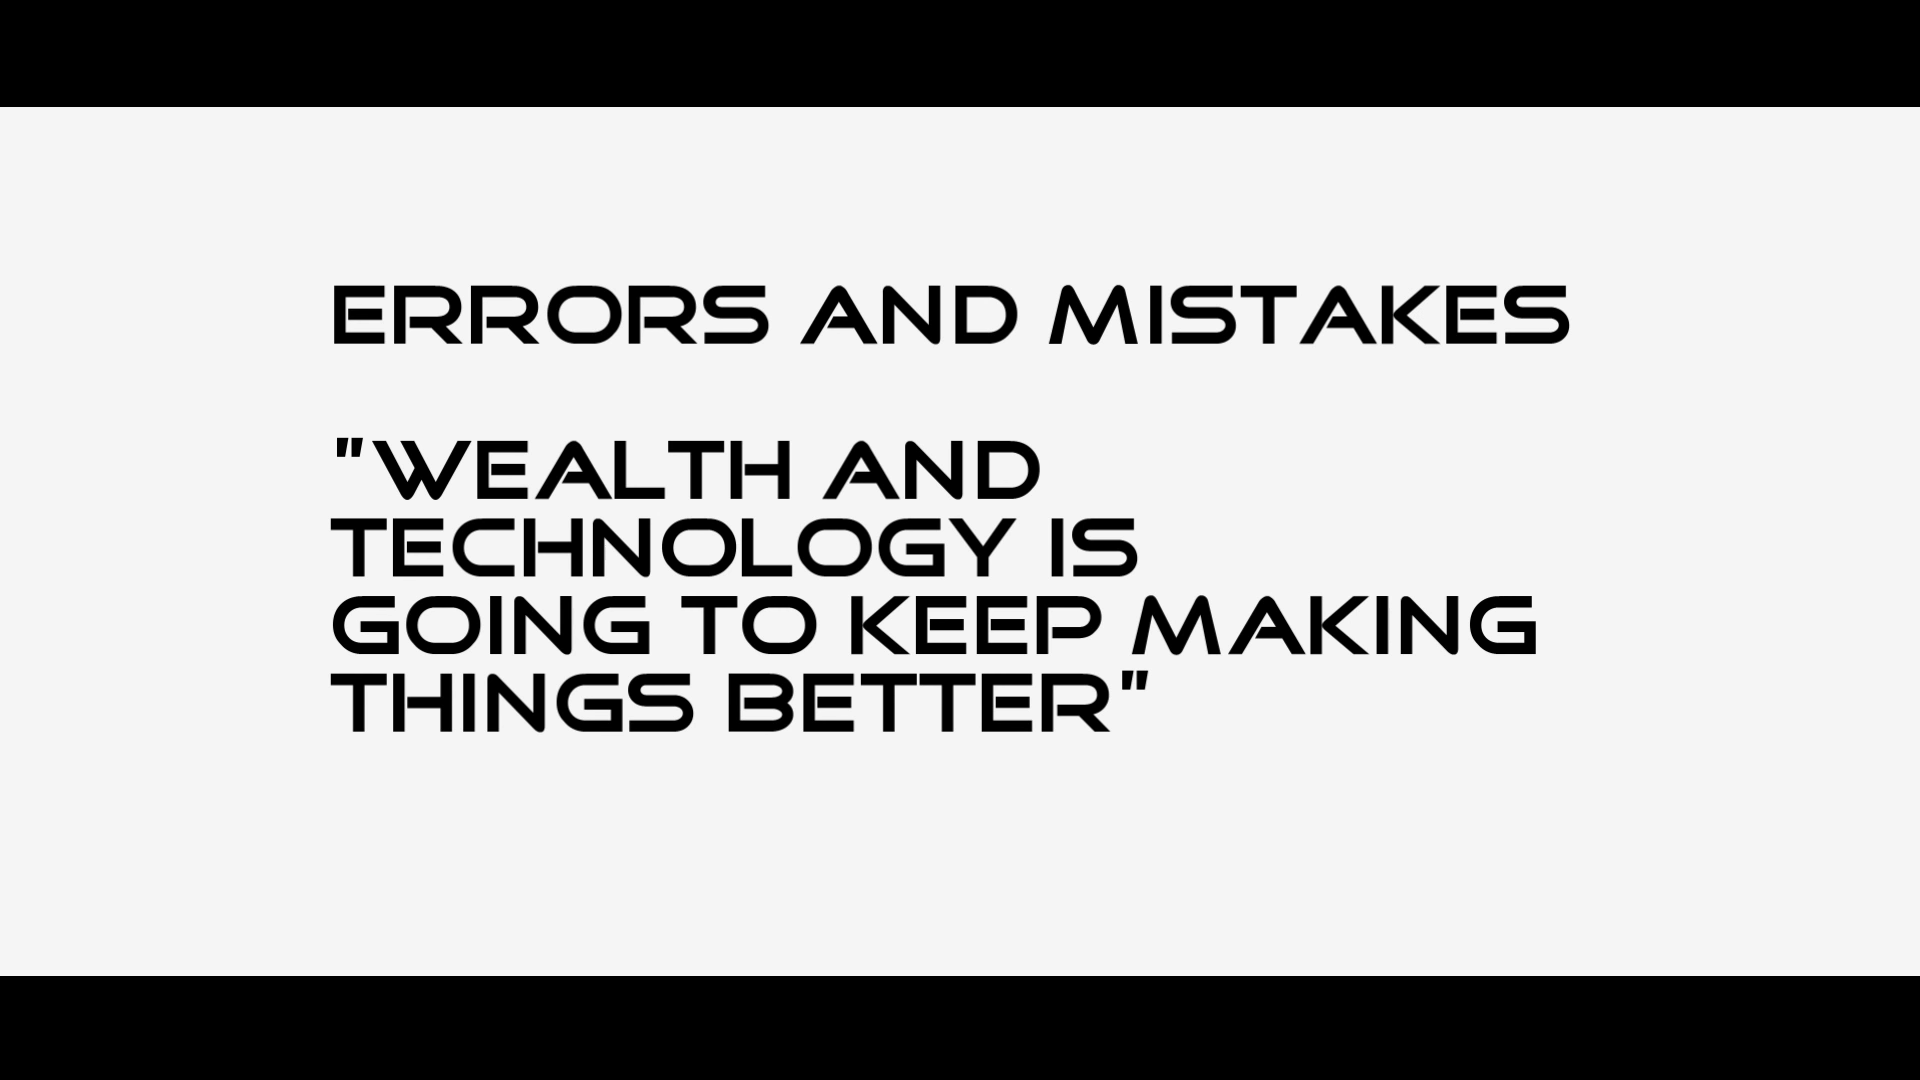 ERRORS AND MISTAKES
"WEALTH AND
TECHNOLOGY IS
GOING TO KEEP MAKING
THINGS BETTER"